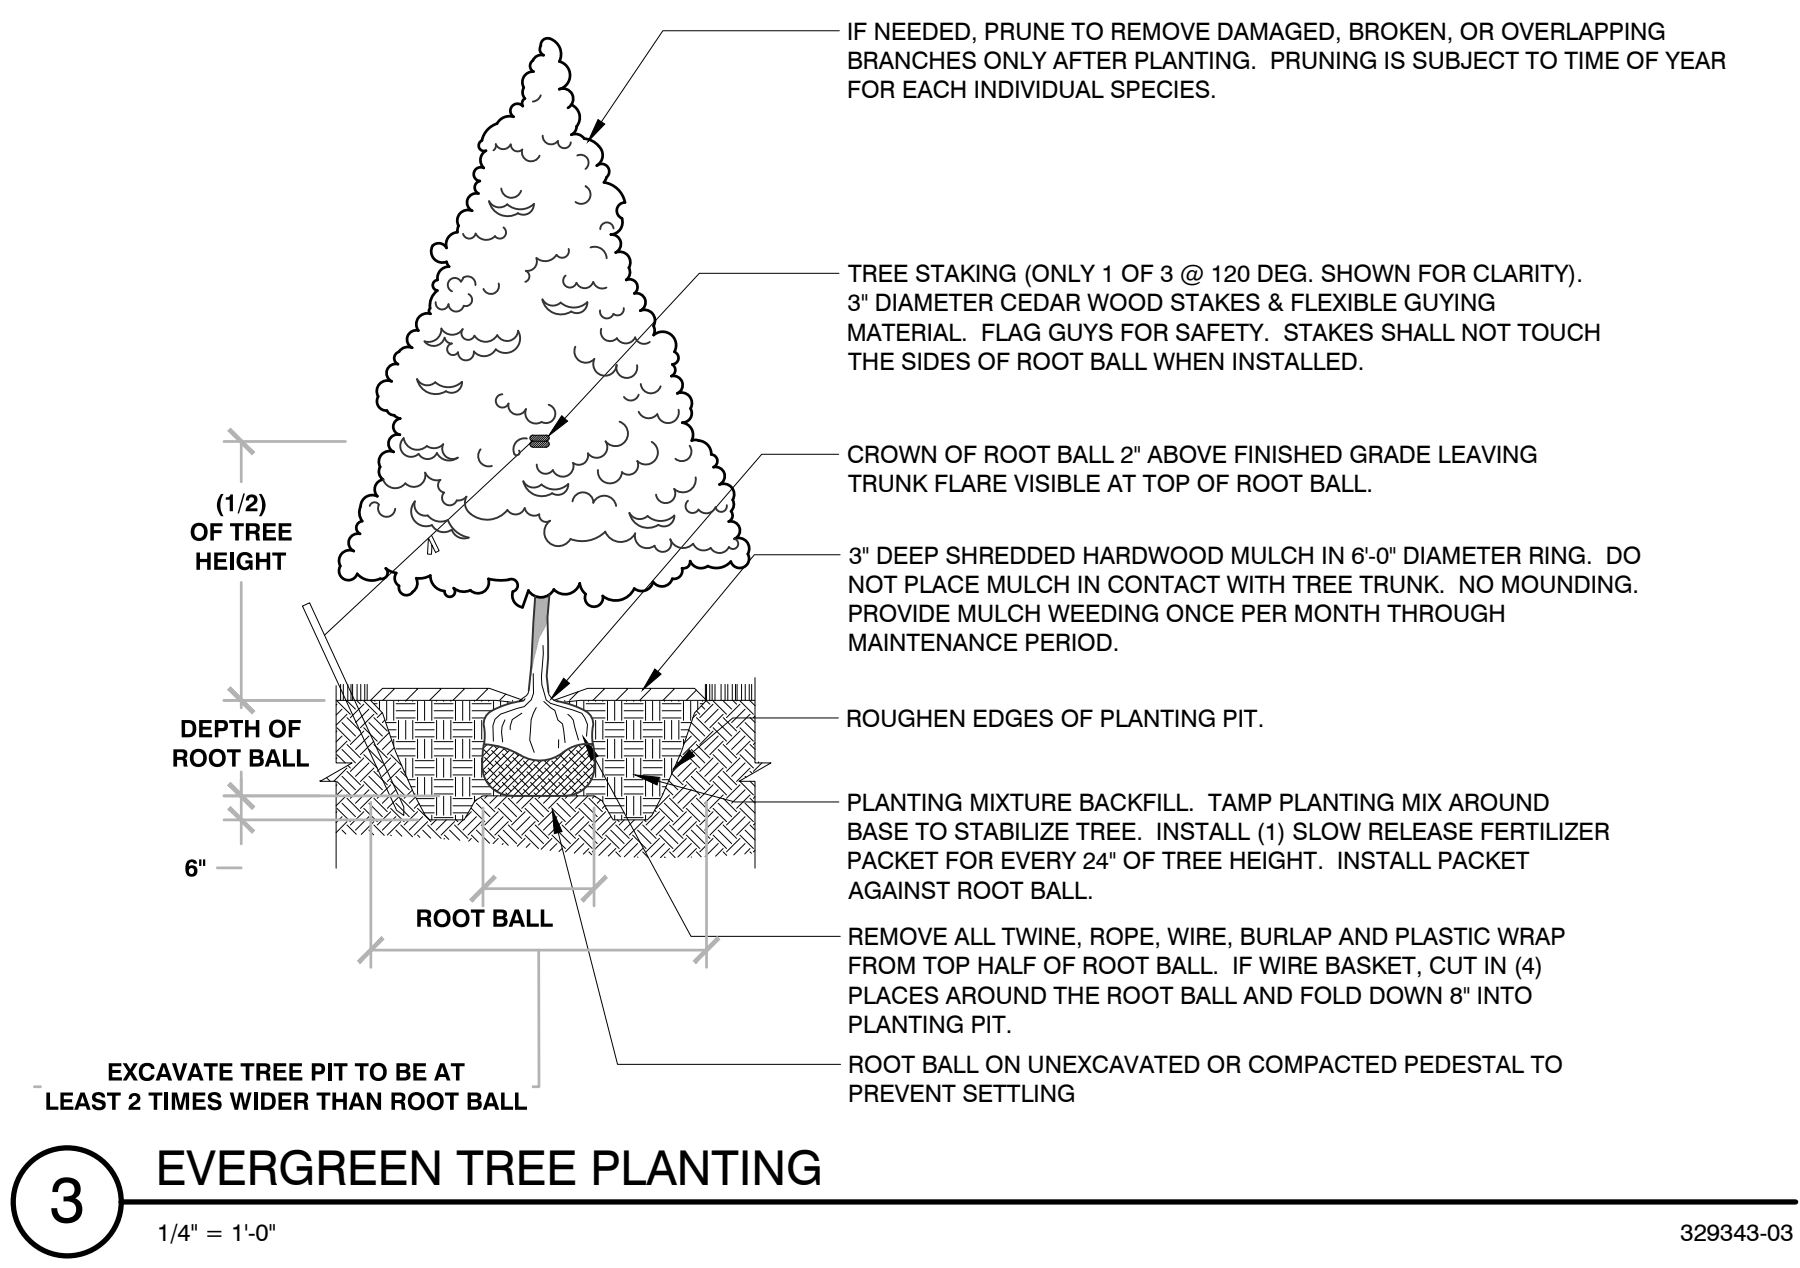 IF NEEDED, PRUNE TO REMOVE DAMAGED, BROKEN, OR OVERLAPPING
BRANCHES ONLY AFTER PLANTING. PRUNING IS SUBJECT TO TIME OF YEAR
FOR EACH INDIVIDUAL SPECIES.
TREE STAKING (ONLY 1 OF 3 @ 120 DEG. SHOWN FOR CLARITY).
3" DIAMETER CEDAR WOOD STAKES & FLEXIBLE GUYING
MATERIAL. FLAG GUYS FOR SAFETY. STAKES SHALL NOT TOUCH
THE SIDES OF ROOT BALL WHEN INSTALLED.
CROWN OF ROOT BALL 2" ABOVE FINISHED GRADE LEAVING
TRUNK FLARE VISIBLE AT TOP OF ROOT BALL.
(1/2)
OF TREE
HEIGHT
3" DEEP SHREDDED HARDWOOD MULCH IN 6'-0" DIAMETER RING. DO
NOT PLACE MULCH IN CONTACT WITH TREE TRUNK. NO MOUNDING.
PROVIDE MULCH WEEDING ONCE PER MONTH THROUGH
MAINTENANCE PERIOD.
DEPTH OF
ROOT BALL
ROUGHEN EDGES OF PLANTING PIT.
6"
PLANTING MIXTURE BACKFILL. TAMP PLANTING MIX AROUND
BASE TO STABILIZE TREE. INSTALL (1) SLOW RELEASE FERTILIZER
PACKET FOR EVERY 24" OF TREE HEIGHT. INSTALL PACKET
AGAINST ROOT BALL.
ROOT BALL
REMOVE ALL TWINE, ROPE, WIRE, BURLAP AND PLASTIC WRAP
FROM TOP HALF OF ROOT BALL. IF WIRE BASKET, CUT IN (4)
PLACES AROUND THE ROOT BALL AND FOLD DOWN 8" INTO
PLANTING PIT.
EXCAVATE TREE PIT TO BE AT
LEAST 2 TIMES WIDER THAN ROOT BALL
ROOT BALL ON UNEXCAVATED OR COMPACTED PEDESTAL TO
PREVENT SETTLING
3
EVERGREEN TREE PLANTING
1/4" = 1'-0"
329343-03